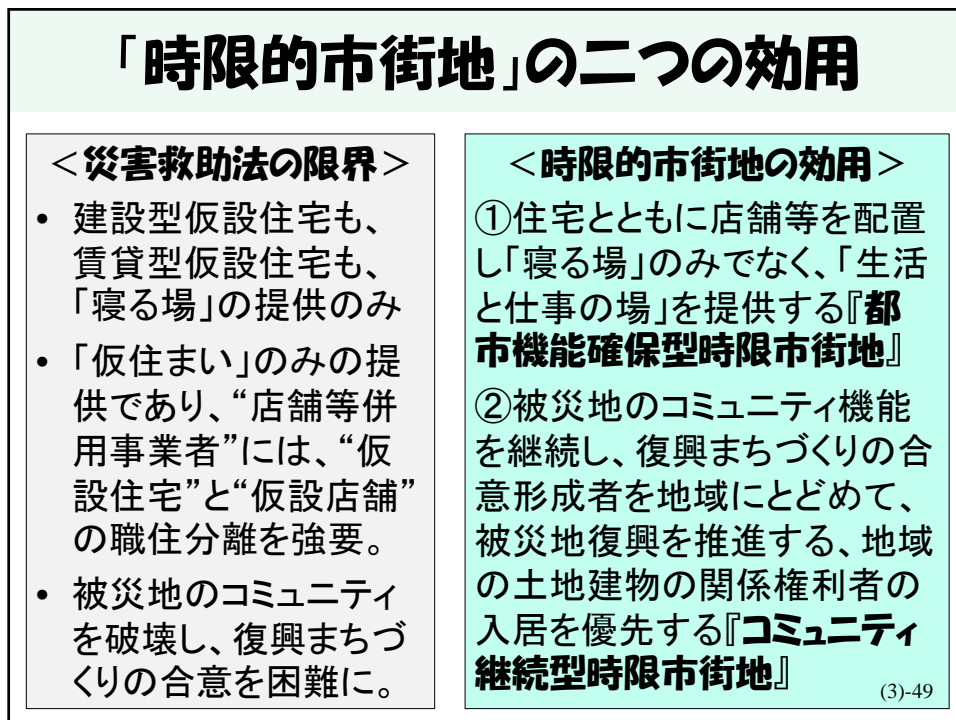 「時限的市街地」の二つの効用
＜災害救助法の限界＞
• 建設型仮設住宅も、
賃貸型仮設住宅も、
「寝る場」の提供のみ
• 「仮住まい」のみの提
供であり、“店舗等併
用事業者”には、“仮
設住宅”と“仮設店舗”
の職住分離を強要。
• 被災地のコミュニティ
を破壊し、復興まちづ
くりの合意を困難に。
＜時限的市街地の効用＞
①住宅とともに店舗等を配置
し「寝る場」のみでなく、「生活
と仕事の場」を提供する『都
市機能確保型時限市街地』
②被災地のコミュニティ機能
を継続し、復興まちづくりの合
意形成者を地域にとどめて、
被災地復興を推進する、地域
の土地建物の関係権利者の
入居を優先する『コミュニティ
継続型時限市街地』
(3)-49